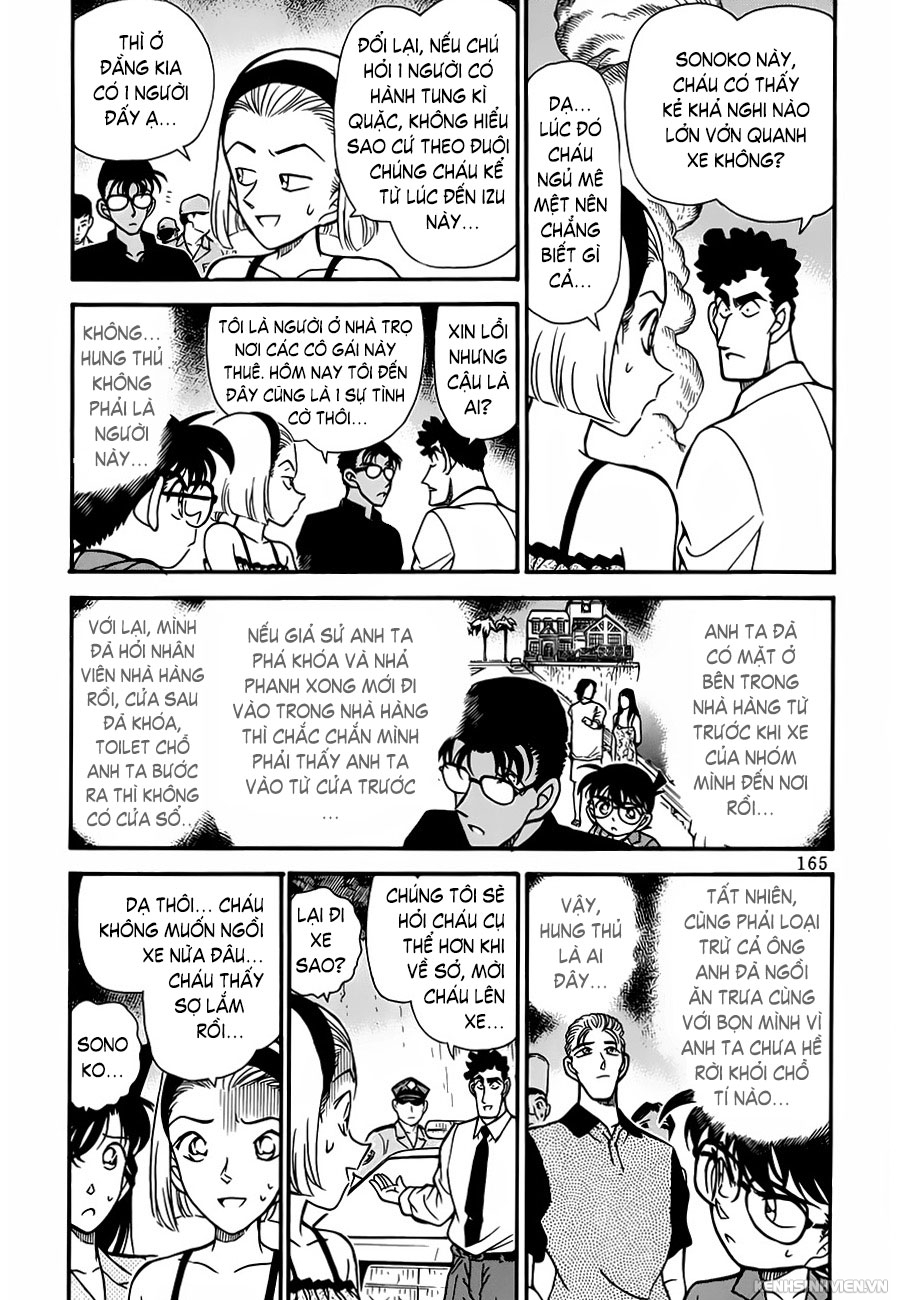 SONOKO NÀY,
CHÁU CÓ THẤY
KẺ KHẢ NGHI NÀO
LỚN VỞN QUANH
XE KHÔNG?
DẠ...
LÚC ĐÓ
CHÁU
NGỦ MÊ
MỆT NÊN
CHẲNG
BIẾT GÌ
CẢ...
ĐỔI LẠI, NẾU CHÚ
HỎI 1 NGƯỜI CÓ
HÀNH TUNG KÌ
QUẶC, KHÔNG HIỂU
SAO CỨ THEO ĐUÔI
CHÚNG CHÁU KỂ
TỪ LÚC ĐẾN IZU
NÀY...
THÌ Ở
ĐẰNG KIA
CÓ 1 NGƯỜI
ĐẤY Ạ...
XIN LỖI
NHƯNG
CẬU LÀ
AI?
TÔI LÀ NGƯỜI Ở NHÀ TRỌ
NƠI CÁC CÔ GÁI NÀY
THUÊ. HÔM NAY TÔI ĐẾN
ĐÂY CŨNG LÀ 1 SỰ TÌNH
CỜ THÔI...
KHÔNG...
HUNG THỦ
KHÔNG
PHẢI LÀ
NGƯỜI
NÀY...
ANH TA ĐÃ
CÓ MẶT Ở
BÊN TRONG
NHÀ HÀNG TỪ
TRƯỚC KHI XE
CỦA NHÓM
MÌNH ĐẾN NƠI
RỒI...
NẾU GIẢ SỬ ANH TA
PHÁ KHÓA VÀ NHẢ
PHANH XONG MỚI ĐI
VÀO TRONG NHÀ HÀNG
THÌ CHẮC CHẮN MÌNH
PHẢI THẤY ANH TA
VÀO TỪ CỬA TRƯỚC
...
VỚI LẠI, MÌNH
ĐÃ HỎI NHÂN
VIÊN NHÀ HÀNG
RỒI, CỬA SAU
ĐÃ KHÓA,
TOILET CHỖ
ANH TA BƯỚC
RA THÌ KHÔNG
CÓ CỬA SỔ...
165
TẤT NHIÊN,
CŨNG PHẢI LOẠI
TRỪ CẢ ÔNG
ANH ĐÃ NGỒI
ĂN TRƯA CÙNG
VỚI BỌN MÌNH VÌ
ANH TA CHƯA HỀ
RỜI KHỎI CHỖ
TÍ NÀO...
VẬY,
HUNG THỦ
LÀ AI
ĐÂY...
CHÚNG TÔI SẼ
HỎI CHÁU CỤ
THỂ HƠN KHI
VỀ SỞ, MỜI
CHÁU LÊN
XE...
LẠI ĐI
XE
SAO?
DẠ THÔI... CHÁU
KHÔNG MUỐN NGỒI
XE NỮA ĐÂU...
CHÁU THẤY
SỢ LẮM
RỒI...
SONO
KO...
KENHSINHVIEN.VN